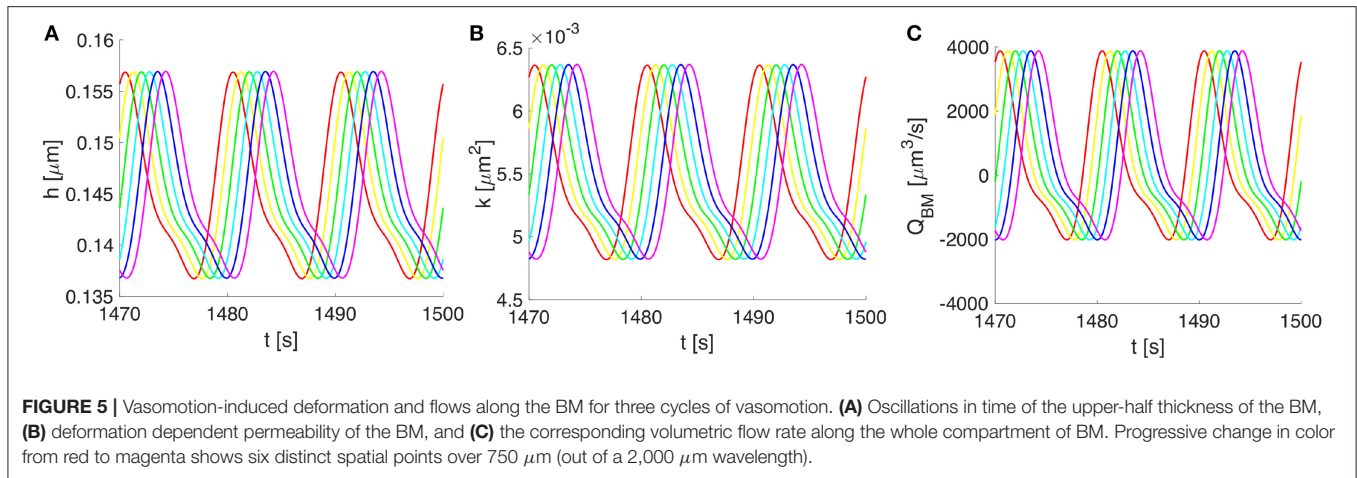 A
0.16
0.155
0.15
0.145
0.14
0.135
h [μm]
1470
1480
1490
1500
t [s]
B
×10⁻³
6.5
6
5.5
5
4.5
k [μm²]
1470
1480
1490
1500
t [s]
C
4000
2000
0
-2000
-4000
Q_BM [μm³/s]
1470
1480
1490
1500
t [s]
FIGURE 5 | Vasomotion-induced deformation and flows along the BM for three cycles of vasomotion. (A) Oscillations in time of the upper-half thickness of the BM,
(B) deformation dependent permeability of the BM, and (C) the corresponding volumetric flow rate along the whole compartment of BM. Progressive change in color
from red to magenta shows six distinct spatial points over 750 μm (out of a 2,000 μm wavelength).